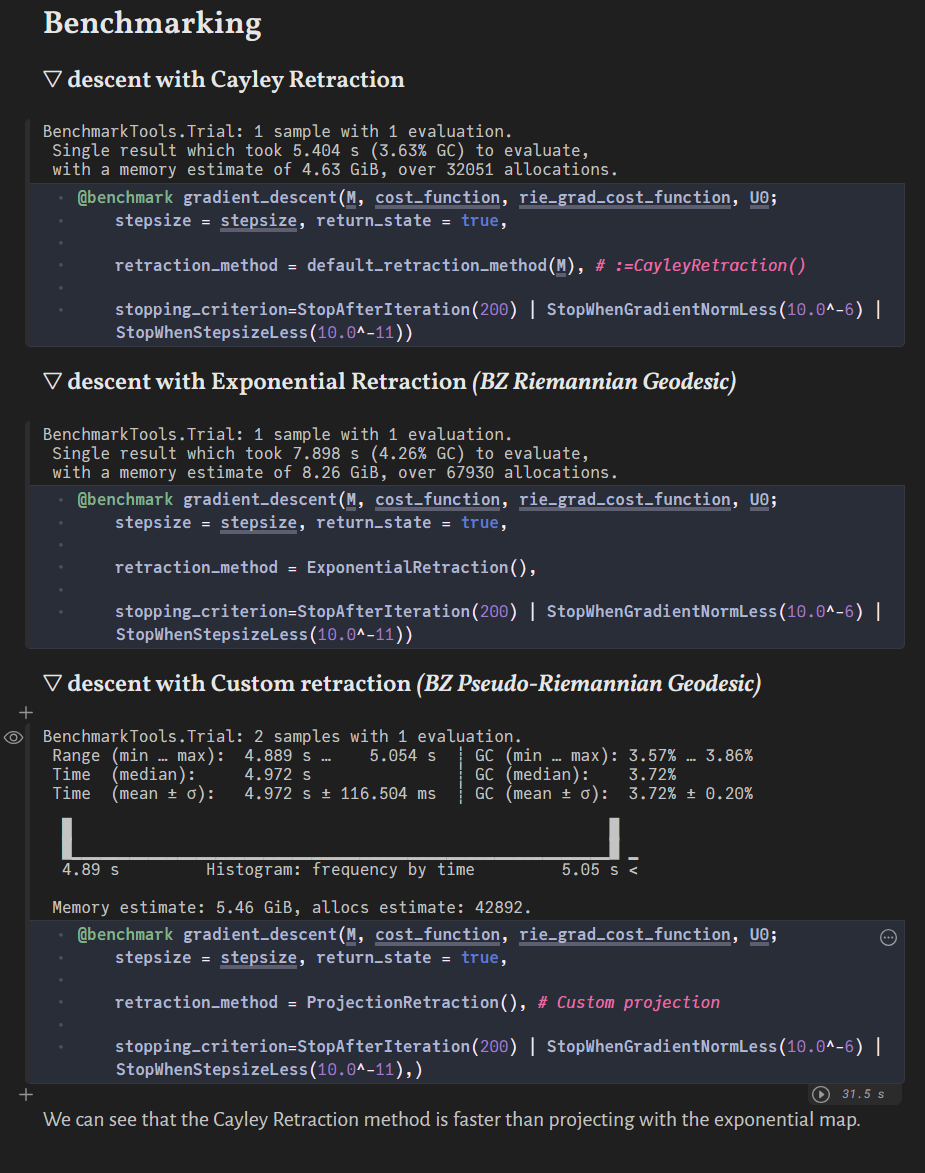 Benchmarking
▽ descent with Cayley Retraction
BenchmarkTools.Trial: 1 sample with 1 evaluation.
Single result which took 5.404 s (3.63% GC) to evaluate,
with a memory estimate of 4.63 GiB, over 32051 allocations.
@benchmark gradient_descent(M, cost_function, rie_grad_cost_function, U0;
stepsize = stepsize, return_state = true,
retraction_method = default_retraction_method(M), # :=CayleyRetraction()
stopping_criterion=StopAfterIteration(200) | StopWhenGradientNormLess(10.0^-6) |
StopWhenStepsizeLess(10.0^-11))
▽ descent with Exponential Retraction (BZ Riemannian Geodesic)
BenchmarkTools.Trial: 1 sample with 1 evaluation.
Single result which took 7.898 s (4.26% GC) to evaluate,
with a memory estimate of 8.26 GiB, over 67930 allocations.
@benchmark gradient_descent(M, cost_function, rie_grad_cost_function, U0;
stepsize = stepsize, return_state = true,
retraction_method = ExponentialRetraction(),
stopping_criterion=StopAfterIteration(200) | StopWhenGradientNormLess(10.0^-6) |
StopWhenStepsizeLess(10.0^-11))
▽ descent with Custom retraction (BZ Pseudo-Riemannian Geodesic)
BenchmarkTools.Trial: 2 samples with 1 evaluation.
Range (min … max): 4.889 s … 5.054 s ┊ GC (min … max): 3.57% … 3.86%
Time (median): 4.972 s ┊ GC (median): 3.72%
Time (mean ± σ): 4.972 s ± 116.504 ms ┊ GC (mean ± σ): 3.72% ± 0.20%
4.89 s Histogram: frequency by time 5.05 s <
Memory estimate: 5.46 GiB, allocs estimate: 42892.
@benchmark gradient_descent(M, cost_function, rie_grad_cost_function, U0;
stepsize = stepsize, return_state = true,
retraction_method = ProjectionRetraction(), # Custom projection
stopping_criterion=StopAfterIteration(200) | StopWhenGradientNormLess(10.0^-6) |
StopWhenStepsizeLess(10.0^-11),)
31.5 s
We can see that the Cayley Retraction method is faster than projecting with the exponential map.